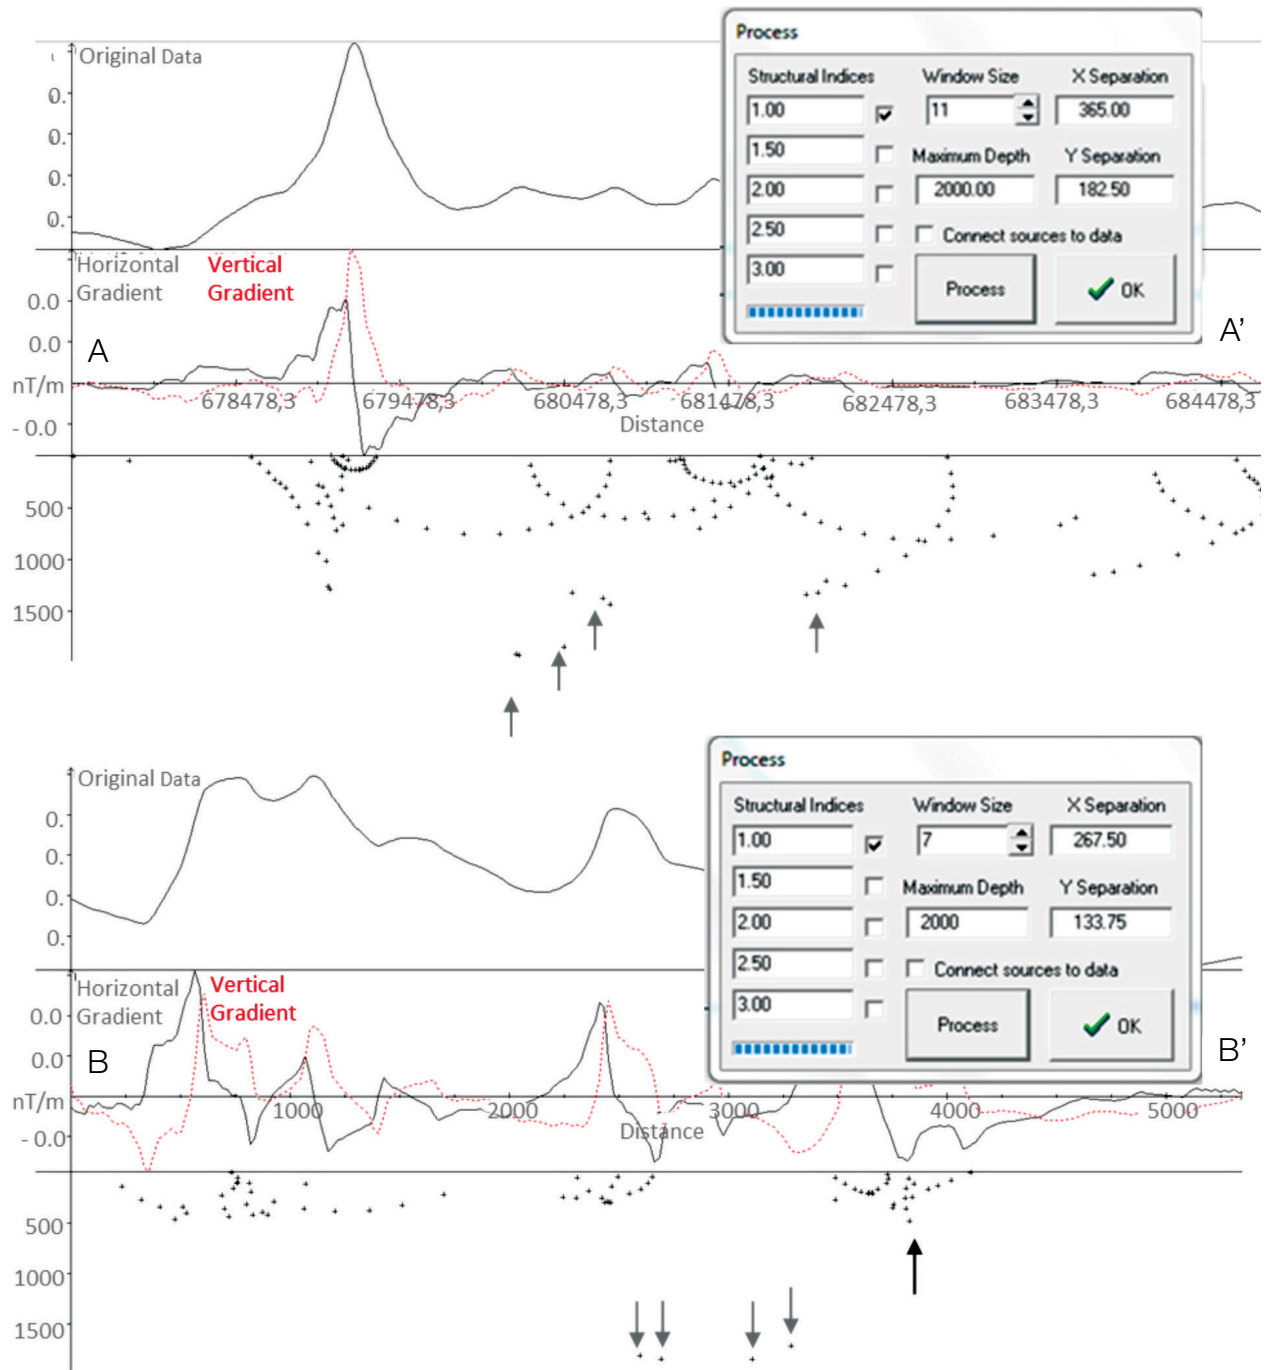 Original Data
0.
0.
0.
0.
Process
Structural Indices Window Size X Separation
1.00 11 365.00
1.50 Maximum Depth Y Separation
2.00 2000.00 182.50
2.50 Connect sources to data
3.00 Process OK
Horizontal Gradient
Vertical Gradient
0.0
0.0
A A'
nT/m
678478,3 679478,3 680478,3 681478,3 682478,3 683478,3 684478,3
Distance
- 0.0
500
1000
1500
Original Data
0.
0.
0.
0.
Process
Structural Indices Window Size X Separation
1.00 7 267.50
1.50 Maximum Depth Y Separation
2.00 2000 133.75
2.50 Connect sources to data
3.00 Process OK
Horizontal Gradient
Vertical Gradient
0.0
0.0
B B'
nT/m
1000 2000 3000 4000 5000
Distance
- 0.0
500
1000
1500